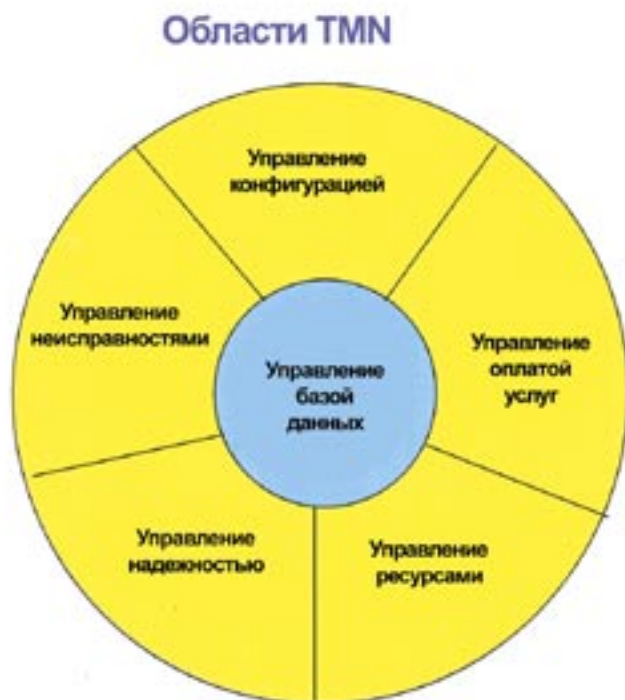 Области TMN
Управление
конфигурацией
Управление
неисправностями
Управление
оплатой
услуг
Управление
базой
данных
Управление
надежностью
Управление
ресурсами